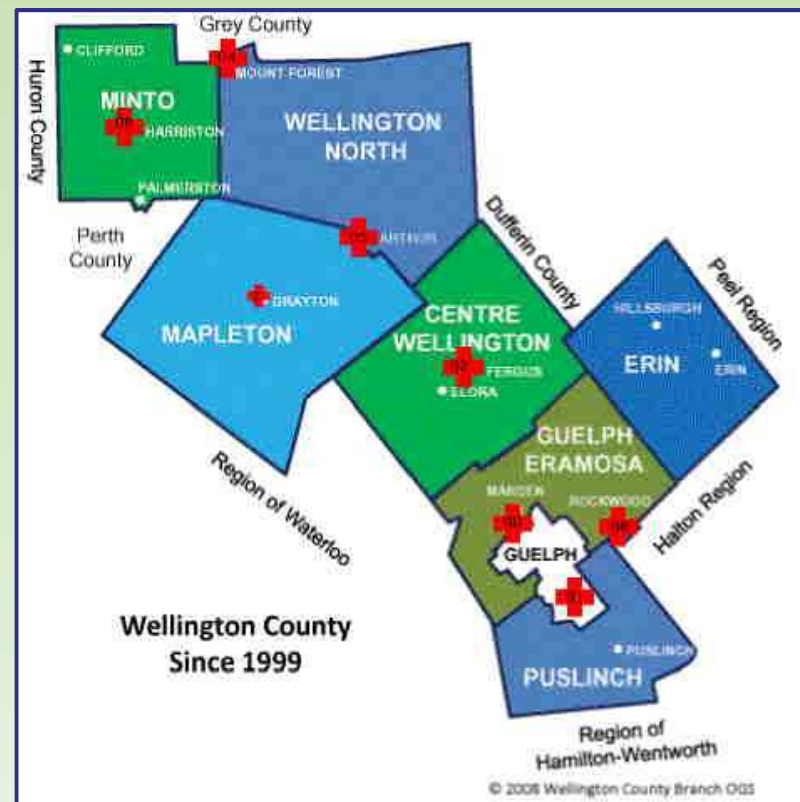 Grey County
CLIFFORD
MOUNT FOREST
Huron County
MINTO
HARRISTON
WELLINGTON
NORTH
PALMERSTON
Perth
County
ARTHUR
Dufferin County
Peel Region
DRAYTON
MAPLETON
CENTRE
WELLINGTON
FERGUS
ELORA
HILLSBURGH
ERIN
ERIN
GUELPH
ERAMOSA
Region of Waterloo
MARDEN
ROCKWOOD
Halton Region
GUELPH
Wellington County
Since 1999
PUSLINCH
PUSLINCH
Region of
Hamilton-Wentworth
© 2008 Wellington County Branch OGS